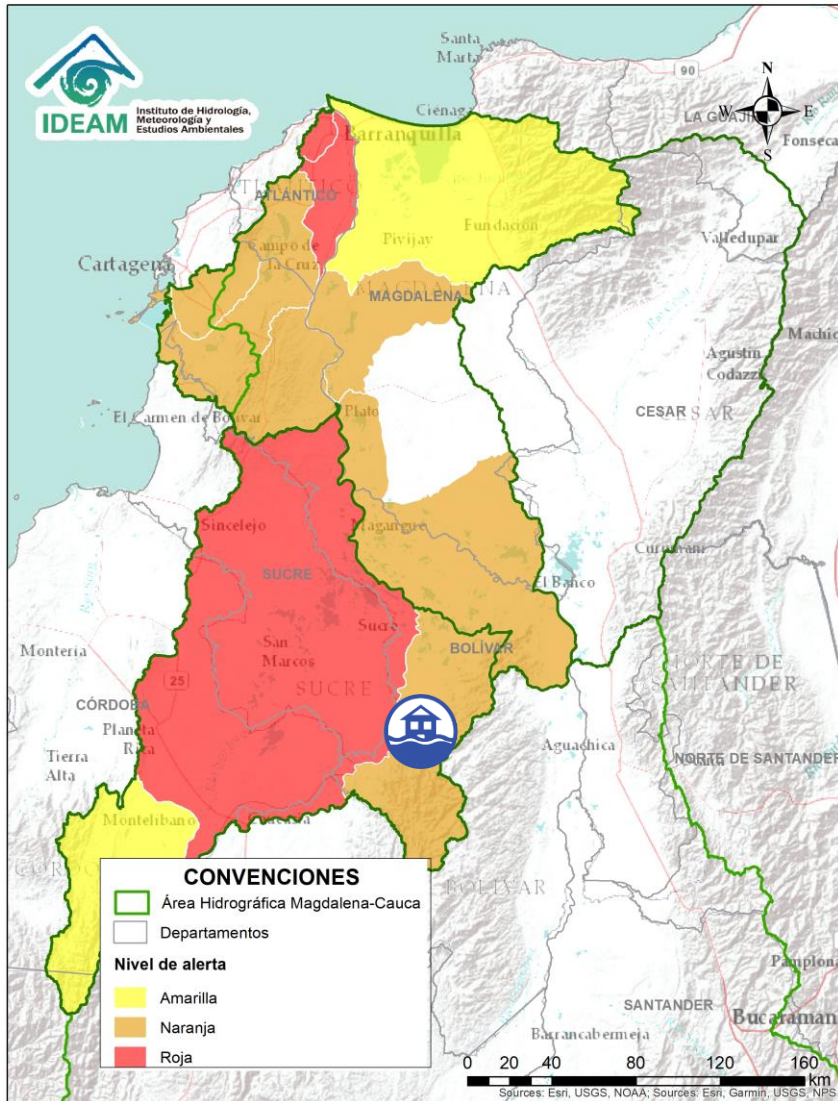 IDEAM
Instituto de Hidrología,
Meteorología y
Estudios Ambientales
Santa
Marta
90
N
W
E
S
Ciénaga
LA GUAJIRA
Fonseca
Barranquilla
ATLÁNTICO
Fundación
Pivijay
Valledupar
Campo de
la Cruz
Cartagena
MAGDALENA
Agustín
Codazzi
El Carmen de Bolívar
Plato
CESAR
CESAR
Sincelejo
Magangue
SUCRE
Curumaní
El Banco
Sucre
Montería
San
Marcos
BOLÍVAR
NORTE DE
SANTANDER
25
SUCRE
CÓRDOBA
Planeta
Rica
Aguachica
Tierra
Alta
NORTE DE SANTANDER
Montelíbano
BOLÍVAR
CONVENCIONES
Área Hidrográfica Magdalena-Cauca
Departamentos
Nivel de alerta
Amarilla
Naranja
Roja
Pamplona
SANTANDER
Bucaraman
Barrancabermeja
0 20 40 80 120 160
km
Sources: Esri, USGS, NOAA; Sources: Esri, Garmin, USGS, NPS